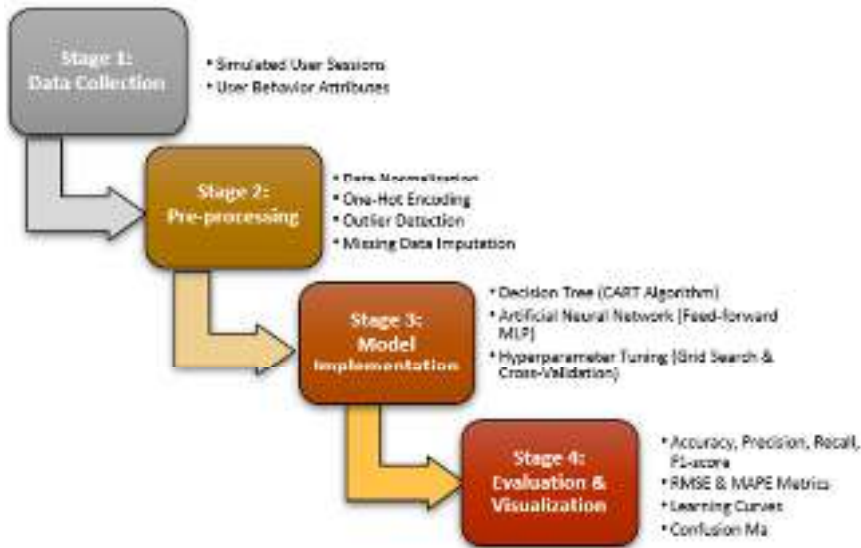 Stage 1:
Data Collection
• Simulated User Sessions
• User Behavior Attributes
Stage 2:
Pre-processing
• Data Normalization
• One-Hot Encoding
• Outlier Detection
• Missing Data Imputation
Stage 3:
Model
Implementation
• Decision Tree (CART Algorithm)
• Artificial Neural Network (Feed-forward
MLP)
• Hyperparameter Tuning (Grid Search &
Cross-Validation)
Stage 4:
Evaluation &
Visualization
• Accuracy, Precision, Recall,
F1-score
• RMSE & MAPE Metrics
• Learning Curves
• Confusion Ma